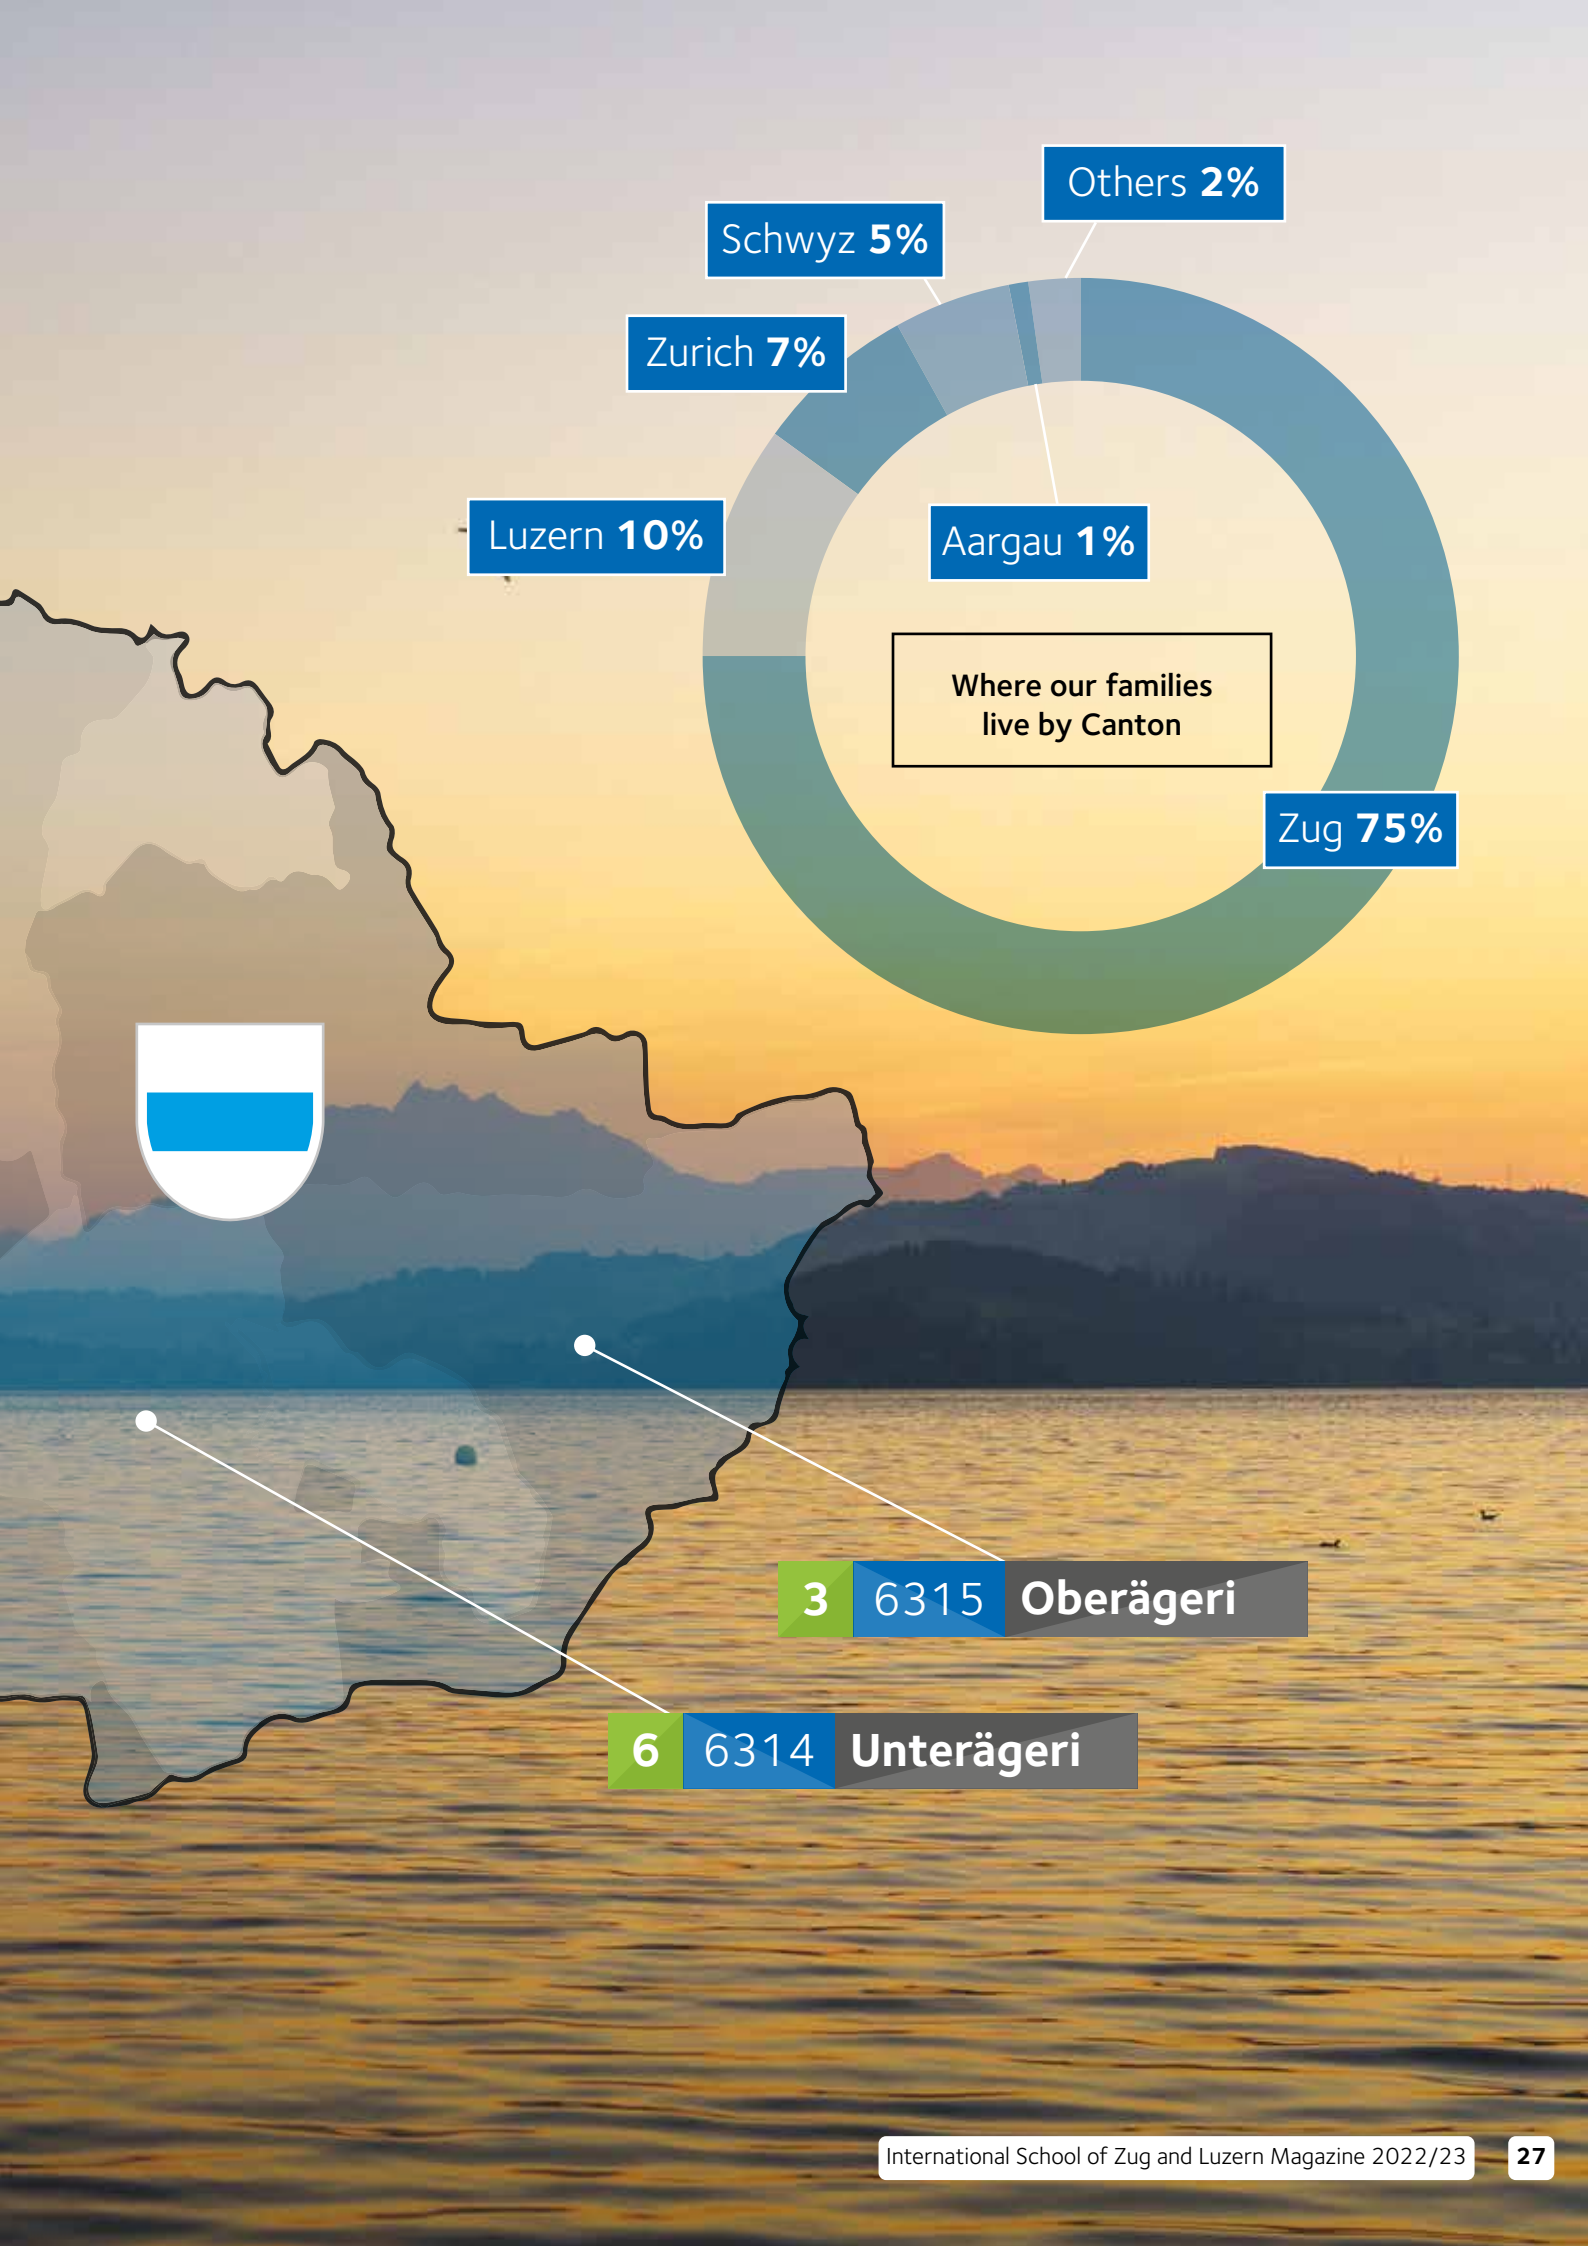 Others 2%
Schwyz 5%
Zurich 7%
Luzern 10%
Aargau 1%
Where our families
live by Canton
Zug 75%
3 6315 Oberägeri
6 6314 Unterägeri
International School of Zug and Luzern Magazine 2022/23 27